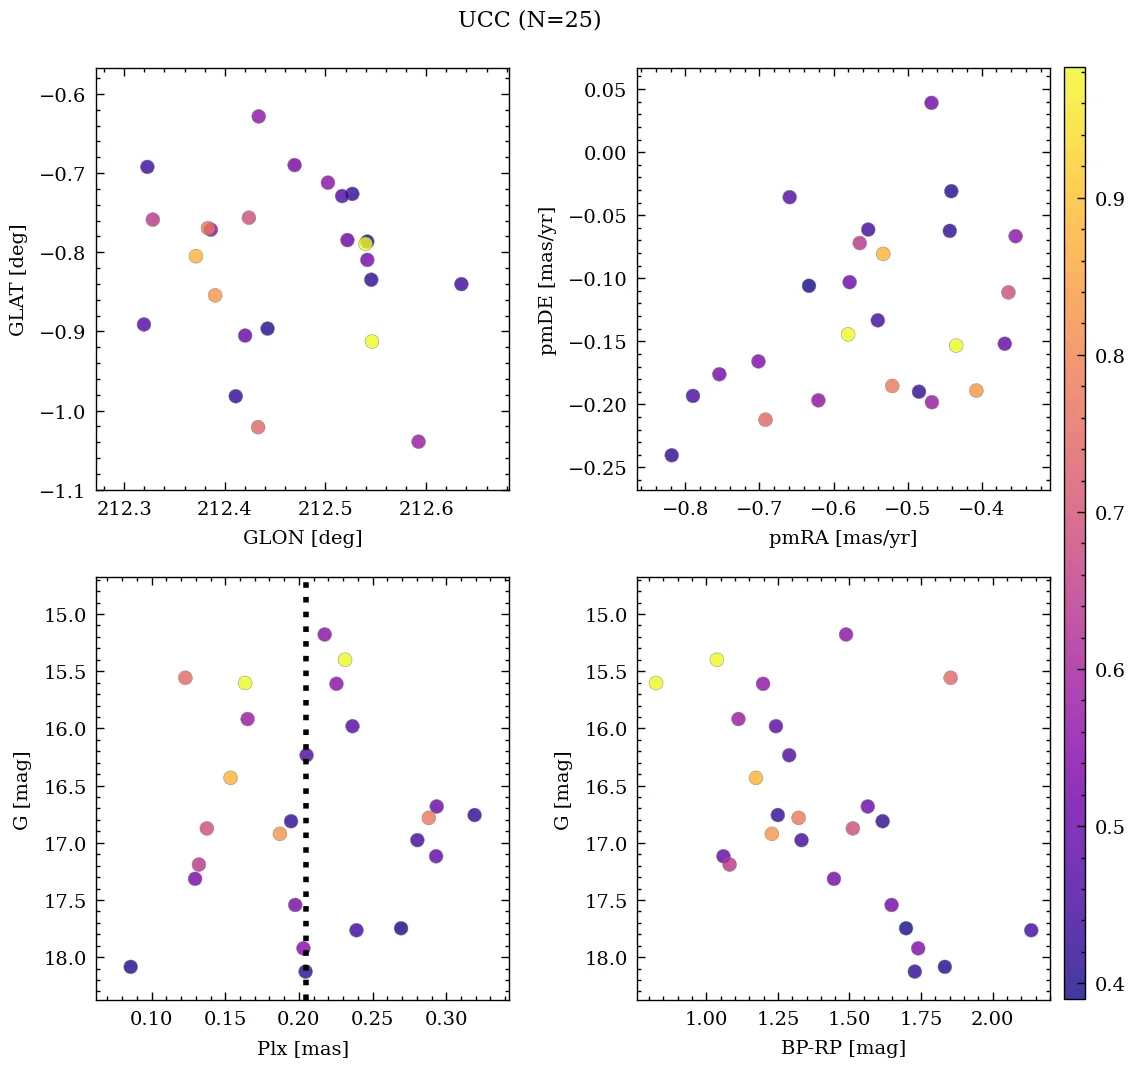 UCC (N=25)
−0.6
−0.7
−0.8
−0.9
−1.0
−1.1
GLAT [deg]
212.3 212.4 212.5 212.6
GLON [deg]
0.05
0.00
−0.05
−0.10
−0.15
−0.20
−0.25
pmDE [mas/yr]
−0.8 −0.7 −0.6 −0.5 −0.4
pmRA [mas/yr]
15.0
15.5
16.0
16.5
17.0
17.5
18.0
G [mag]
0.10 0.15 0.20 0.25 0.30
Plx [mas]
15.0
15.5
16.0
16.5
17.0
17.5
18.0
G [mag]
1.00 1.25 1.50 1.75 2.00
BP-RP [mag]
0.9
0.8
0.7
0.6
0.5
0.4